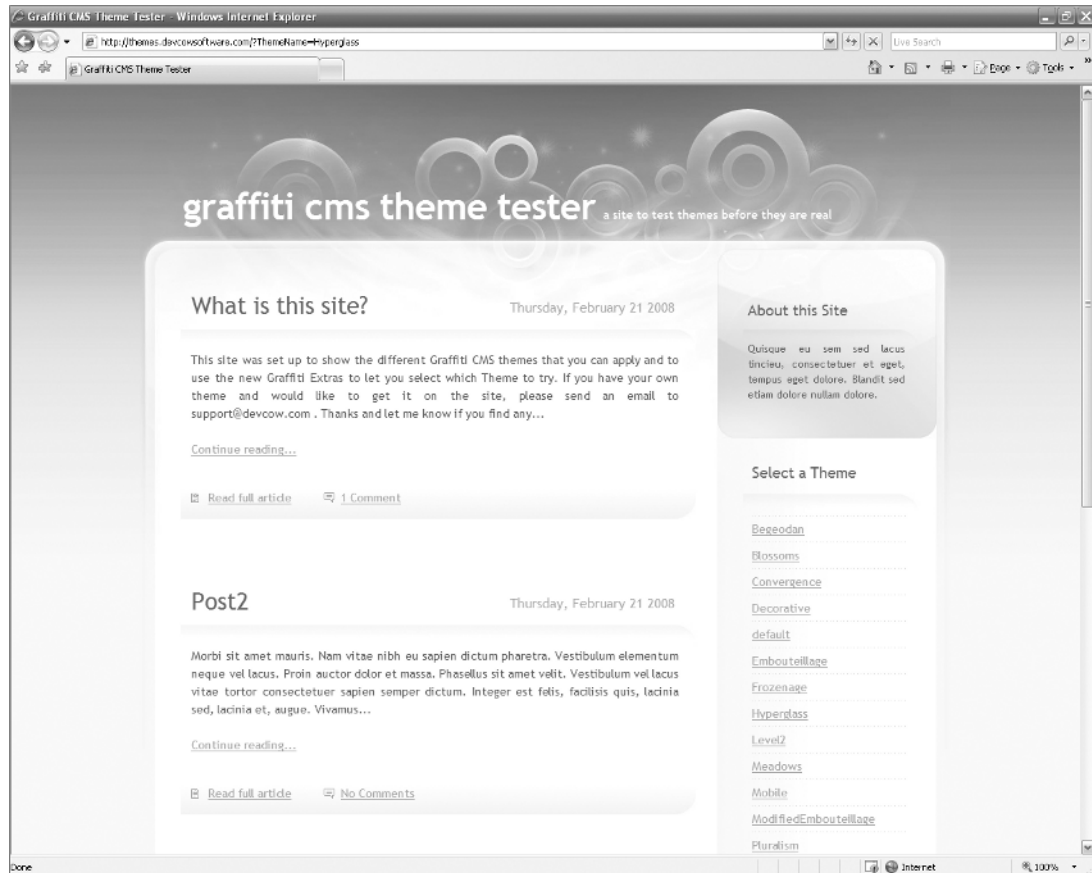 Graffiti CMS Theme Tester - Windows Internet Explorer
http://themes.devcowsoftware.com/?ThemeName=Hyperglass
Live Search
Graffiti CMS Theme Tester
Page
Tools
graffiti cms theme tester a site to test themes before they are real
What is this site?
Thursday, February 21 2008
This site was set up to show the different Graffiti CMS themes that you can apply and to
use the new Graffiti Extras to let you select which Theme to try. If you have your own
theme and would like to get it on the site, please send an email to
support@devcow.com . Thanks and let me know if you find any...
Continue reading...
Read full article
1 Comment
Post2
Thursday, February 21 2008
Morbi sit amet mauris. Nam vitae nibh eu sapien dictum pharetra. Vestibulum elementum
neque vel lacus. Proin auctor dolor et massa. Phasellus sit amet velit. Vestibulum vel lacus
vitae tortor consectetuer sapien semper dictum. Integer est felis, facilisis quis, lacinia
sed, lacinia et, augue. Vivamus...
Continue reading...
Read full article
No Comments
About this Site
Quisque eu sem sed lacus
tincieu, consectetuer et eget,
tempus eget dolore. Blandit sed
etiam dolore nullam dolore.
Select a Theme
Begeodan
Blossoms
Convergence
Decorative
default
Embouteillage
Frozenage
Hyperglass
Level2
Meadows
Mobile
ModifiedEmbouteillage
Pluralism
Done
Internet
100%